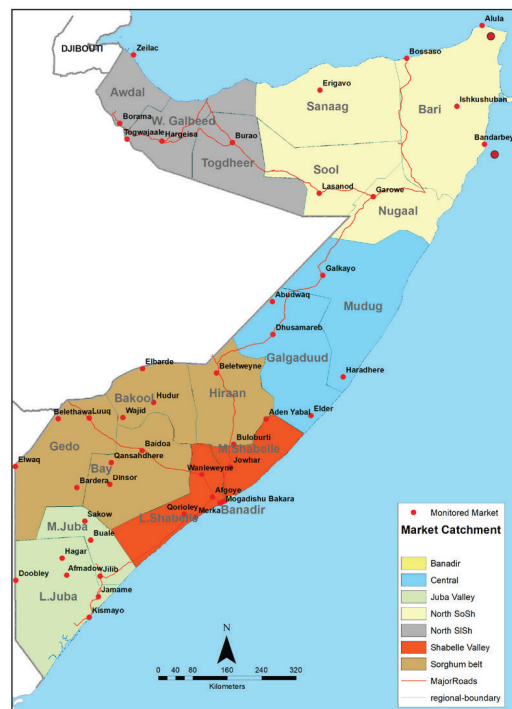 Alula
DJIBOUTI
Zeilac
Bossaso
Erigavo
Awdal
Sanaag
Bari
Ishkushuban
W. Galbeed
Borama
Togwajaale
Hargeisa
Burao
Bandarbey
Togdheer
Sool
Lasanod
Garowe
Nugaal
Galkayo
Abudwaq
Mudug
Dhusamareb
Galgaduud
Elbarde
Beletweyne
Haradhere
Bakool
Hudur
Hiraan
Belethawa
Luuq
Wajid
Aden Yabal
Elder
Gedo
Buloburti
Baidoa
M.Shabelle
Elwaq
Qansahdhere
Jowhar
Bay
Wanleweyne
Bardera
Dinsor
Afgoye
Mogadishu Bakara
Qorioley
Merka
Banadir
L.Shabelle
Sakow
M.Juba
Buale
Hagar
Doobley
Afmadow
Jilib
L.Juba
Jamame
Kismayo
N
0 40 80 160 240 320
Kilometers
Monitored Market
Market Catchment
Banadir
Central
Juba Valley
North SoSh
North SlSh
Shabelle Valley
Sorghum belt
MajorRoads
regional-boundary